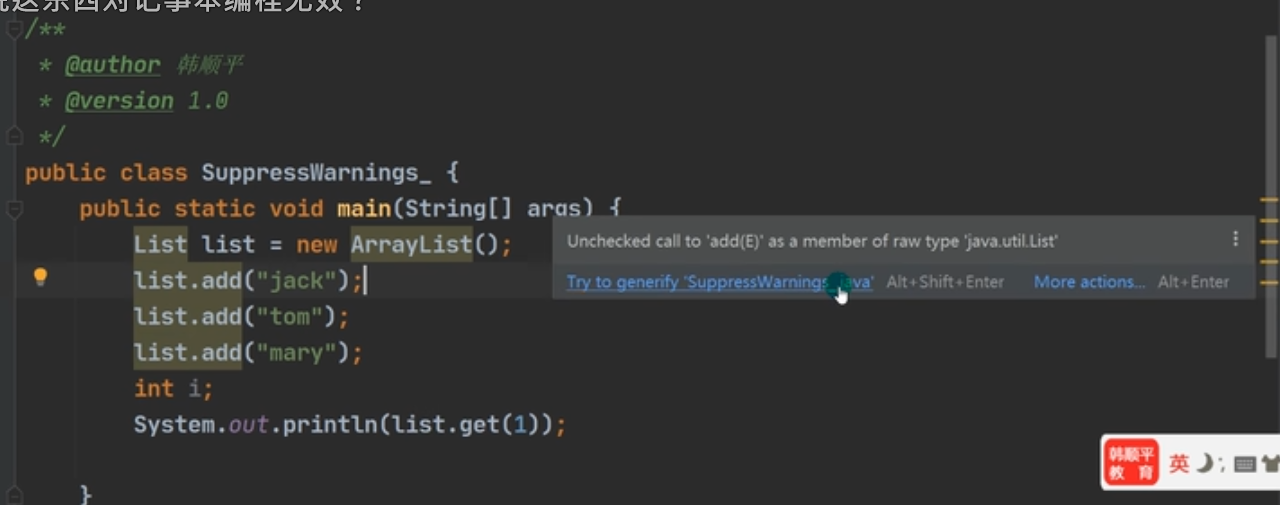 这东西对记事本编程无效？
/**
* @author 韩顺平
* @version 1.0
*/
public class SuppressWarnings_ {
public static void main(String[] args) {
List list = new ArrayList();
Unchecked call to 'add(E)' as a member of raw type 'java.util.List'
list.add("jack");
Try to generify 'SuppressWarnings_.java' Alt+Shift+Enter More actions... Alt+Enter
list.add("tom");
list.add("mary");
int i;
System.out.println(list.get(1));
韩顺平
教 育
英
}